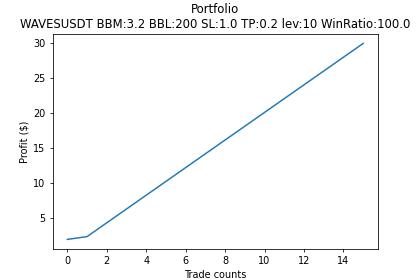 Portfolio
WAVESUSDT BBM:3.2 BBL:200 SL:1.0 TP:0.2 lev:10 WinRatio:100.0
30
25
20
15
10
5
Profit ($)
0 2 4 6 8 10 12 14
Trade counts